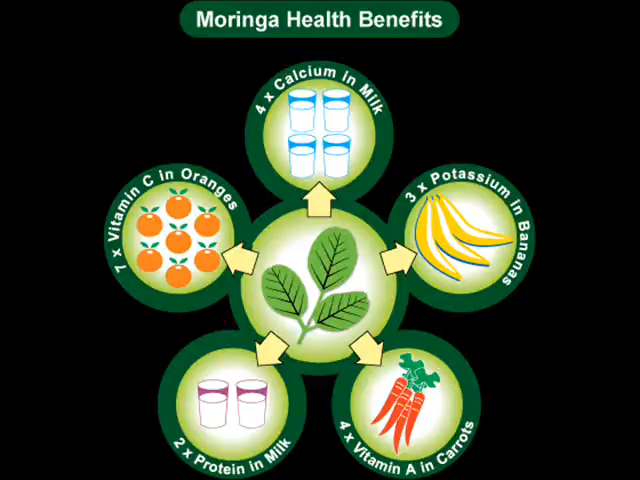 Moringa Health Benefits
4 x Calcium in Milk
7 x Vitamin C in Oranges
3 x Potassium in Bananas
2 x Protein in Milk
4 x Vitamin A in Carrots